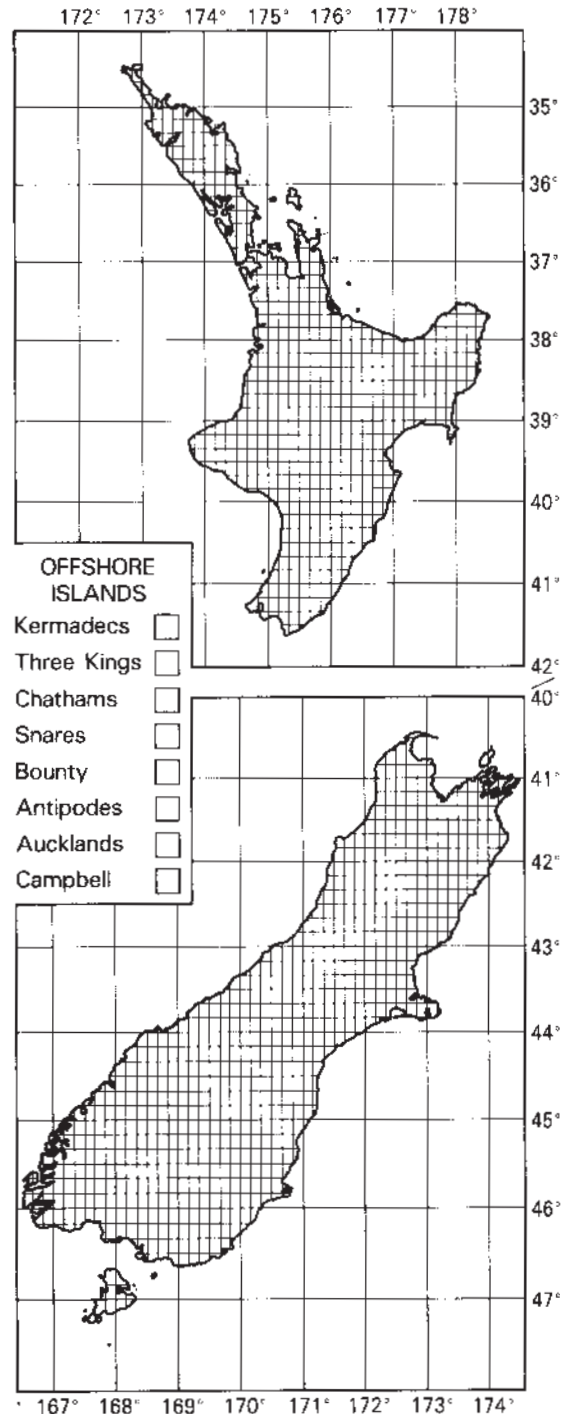 172° 173° 174° 175° 176° 177° 178°
35°
36°
37°
38°
39°
40°
41°
42°
OFFSHORE
ISLANDS
Kermadecs
Three Kings
Chathams
Snares
Bounty
Antipodes
Aucklands
Campbell
40°
41°
42°
43°
44°
45°
46°
47°
167° 168° 169° 170° 171° 172° 173° 174°